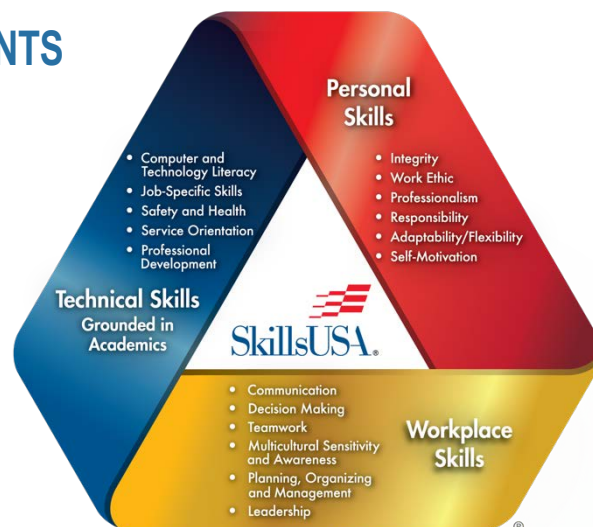 NTS
Personal
Skills
• Integrity
• Work Ethic
• Professionalism
• Responsibility
• Adaptability/Flexibility
• Self-Motivation
• Computer and
Technology Literacy
• Job-Specific Skills
• Safety and Health
• Service Orientation
• Professional
Development
Technical Skills
Grounded in
Academics
SkillsUSA®
• Communication
• Decision Making
• Teamwork
• Multicultural Sensitivity
and Awareness
• Planning, Organizing
and Management
• Leadership
Workplace
Skills
®